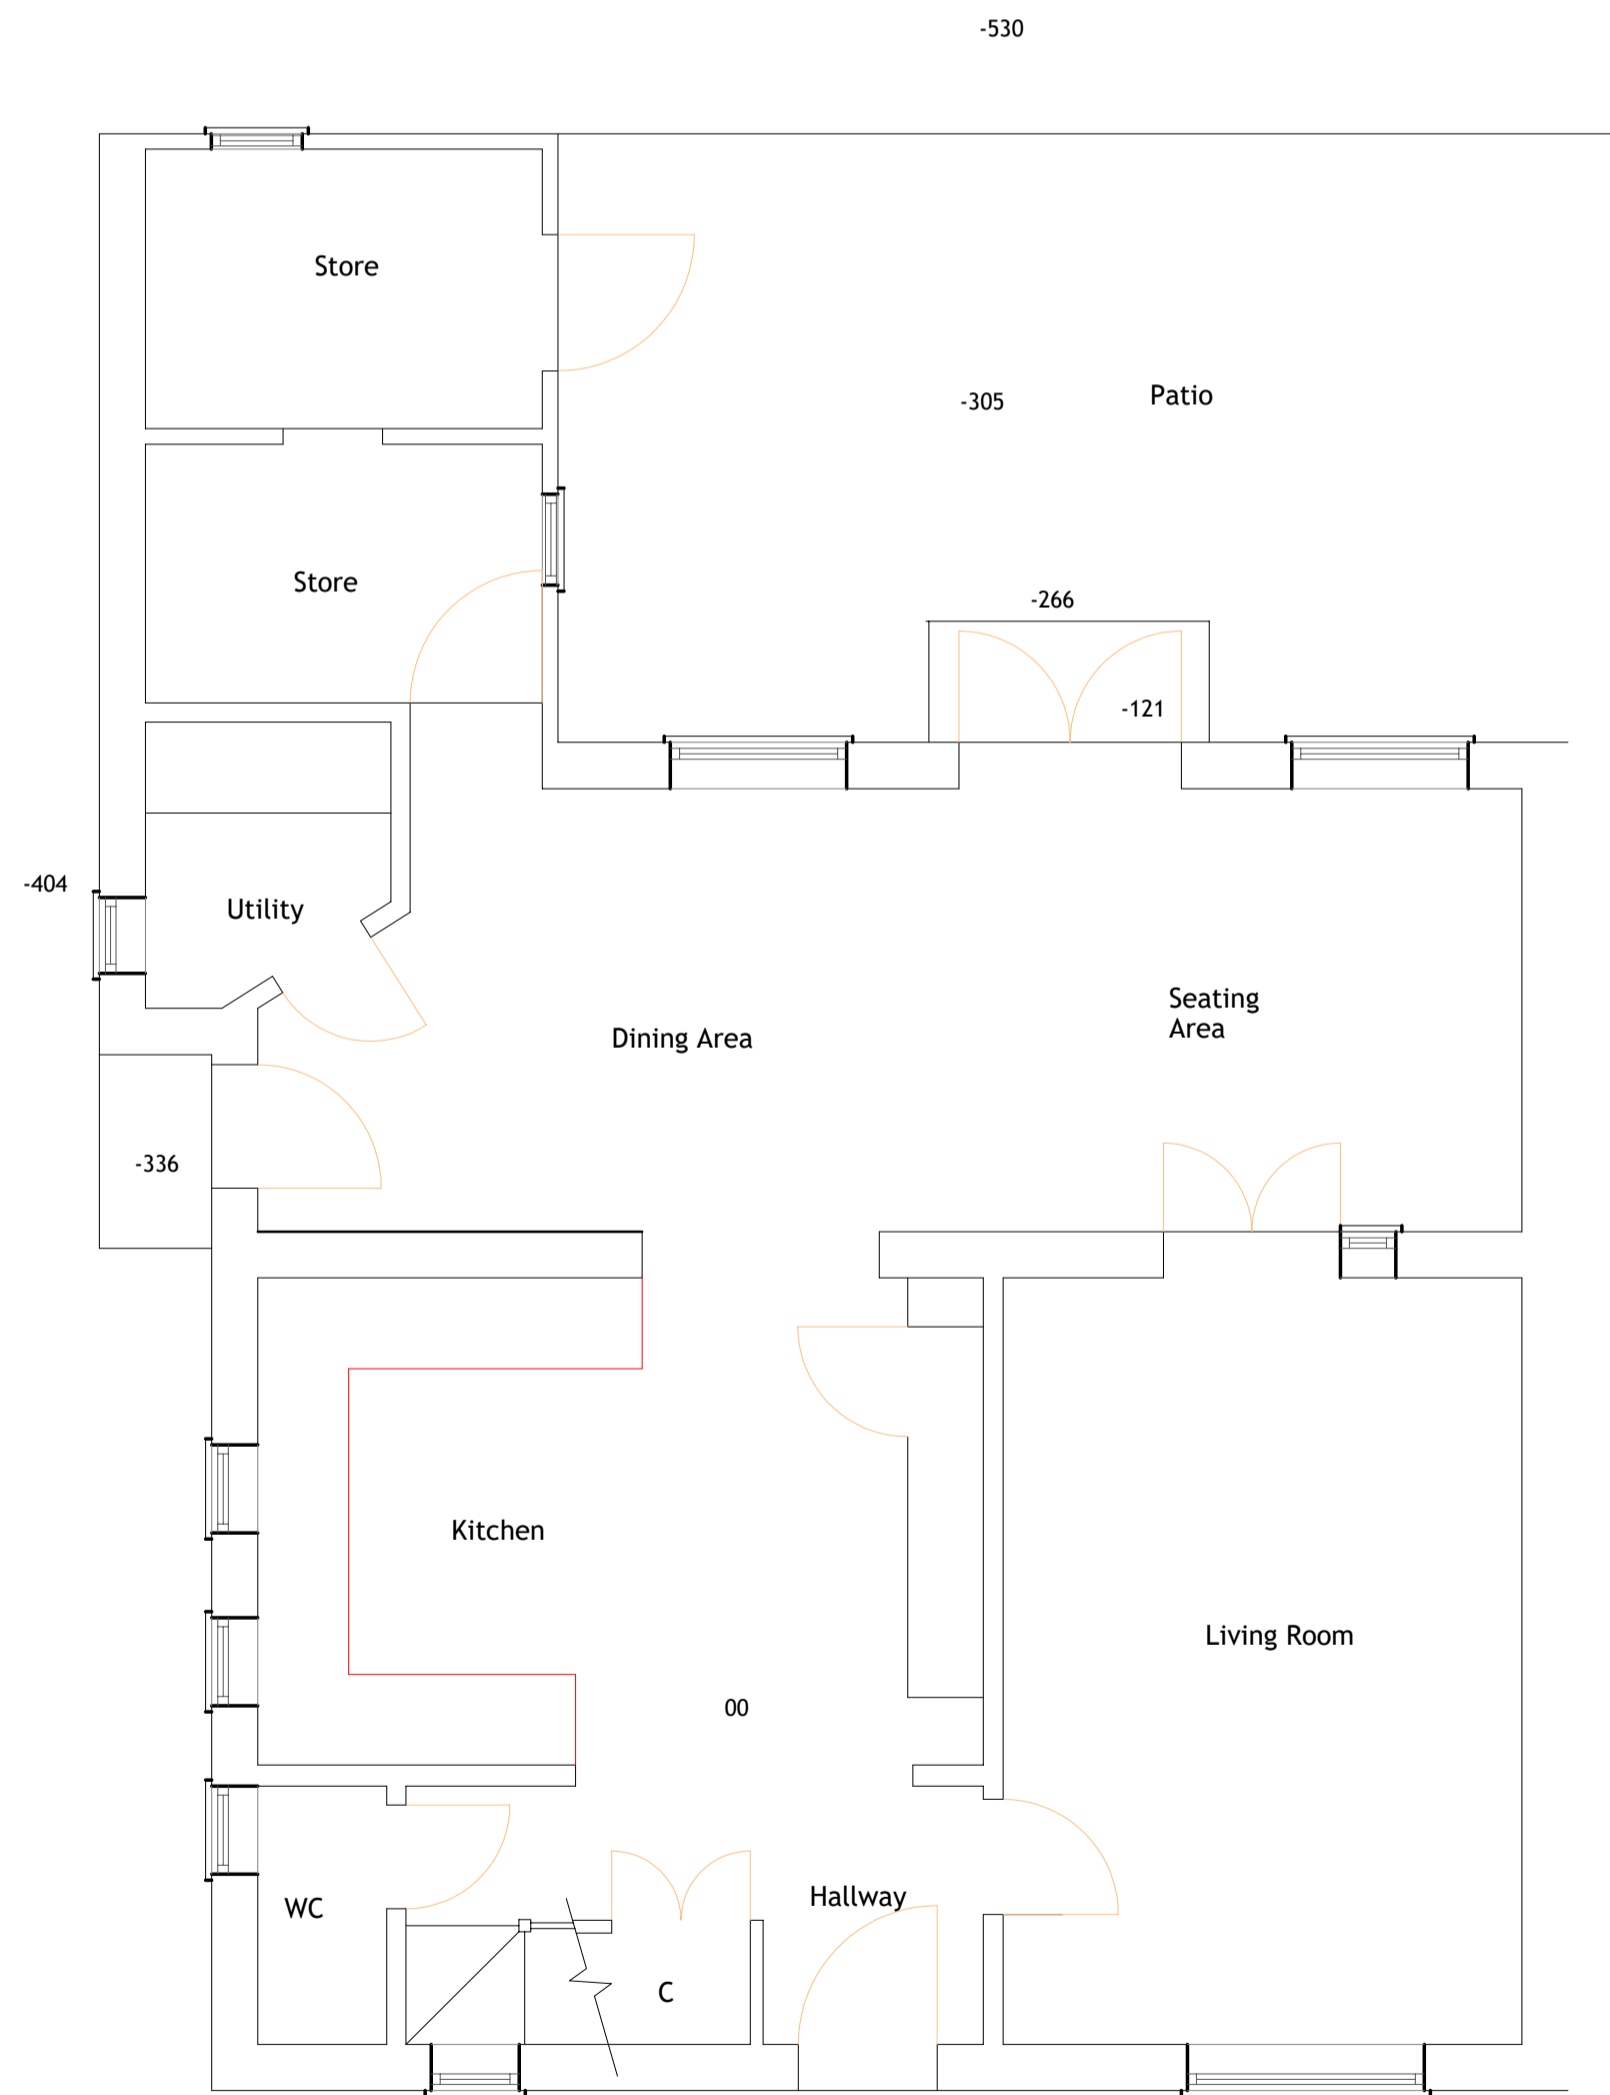 -530
Store
-305
Patio
Store
-266
-121
-404
Utility
Seating
Area
Dining Area
-336
Kitchen
Living Room
00
Hallway
WC
C